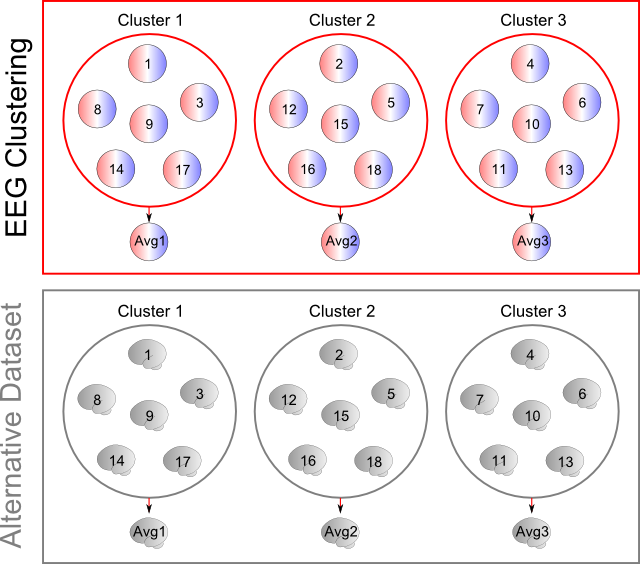 EEG Clustering
Cluster 1 Cluster 2 Cluster 3
1 2 4
8 3 12 5 7 6
9 15 10
14 17 16 18 11 13
Avg1 Avg2 Avg3
Alternative Dataset
Cluster 1 Cluster 2 Cluster 3
1 2 4
8 3 12 5 7 6
9 15 10
14 17 16 18 11 13
Avg1 Avg2 Avg3